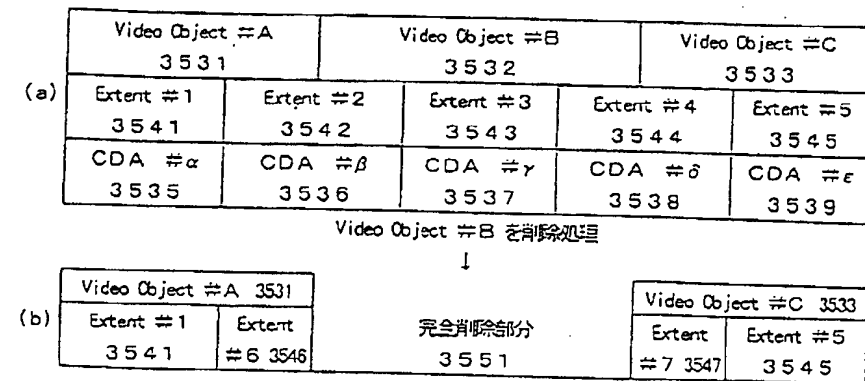 Video Object #A Video Object #B Video Object #C
3531 3532 3533
(a)
Extent #1 Extent #2 Extent #3 Extent #4 Extent #5
3541 3542 3543 3544 3545
CDA #α CDA #β CDA #γ CDA #δ CDA #ε
3535 3536 3537 3538 3539
Video Object #B を削除処理
↓
(b)
Video Object #A 3531 Video Object #C 3533
Extent #1 Extent 完全削除部分 Extent Extent #5
3541 #6 3546 3551 #7 3547 3545